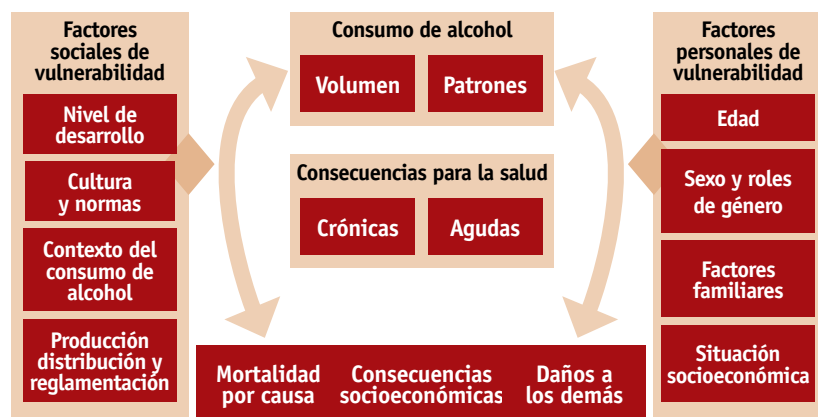 Factores
sociales de
vulnerabilidad
Nivel de
desarrollo
Cultura
y normas
Contexto del
consumo de
alcohol
Producción
distribución y
reglamentación
Consumo de alcohol
Volumen
Patrones
Consecuencias para la salud
Crónicas
Agudas
Mortalidad
por causa
Consecuencias
socioeconómicas
Daños a
los demás
Factores
personales de
vulnerabilidad
Edad
Sexo y roles
de género
Factores
familiares
Situación
socioeconómica